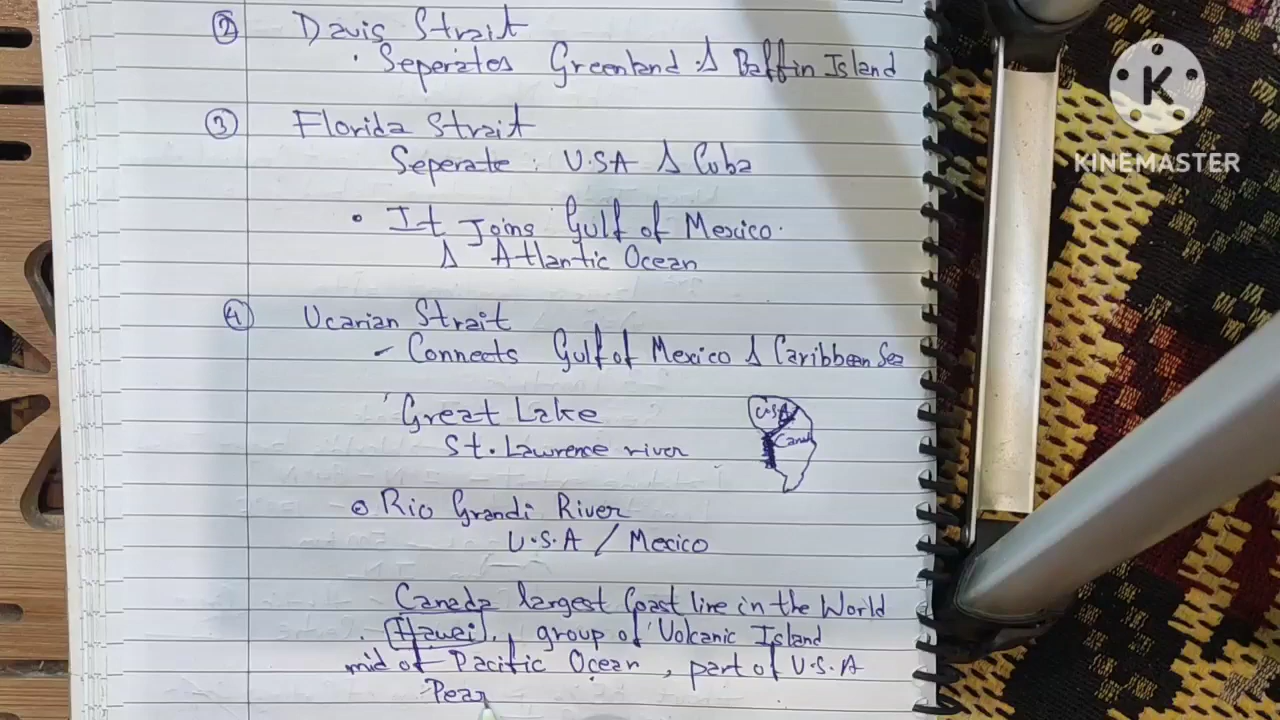 ② Davis Strait
· Seperates Greenland & Baffin Island
③ Florida Strait
Seperate : U.S.A & Cuba
• It Joins Gulf of Mexico.
& Atlantic Ocean
④ Ucarian Strait
- Connects Gulf of Mexico & Caribbean Sea
Great Lake
St. Lawrence river
U.S.A
Canad
⊙ Rio Grandi River
U.S.A / Mexico
Canada largest Coast line in the World
. Hawei , group of Volcanic Island
mid of Pacific Ocean , part of U.S.A
Pear
K
KINEMASTER